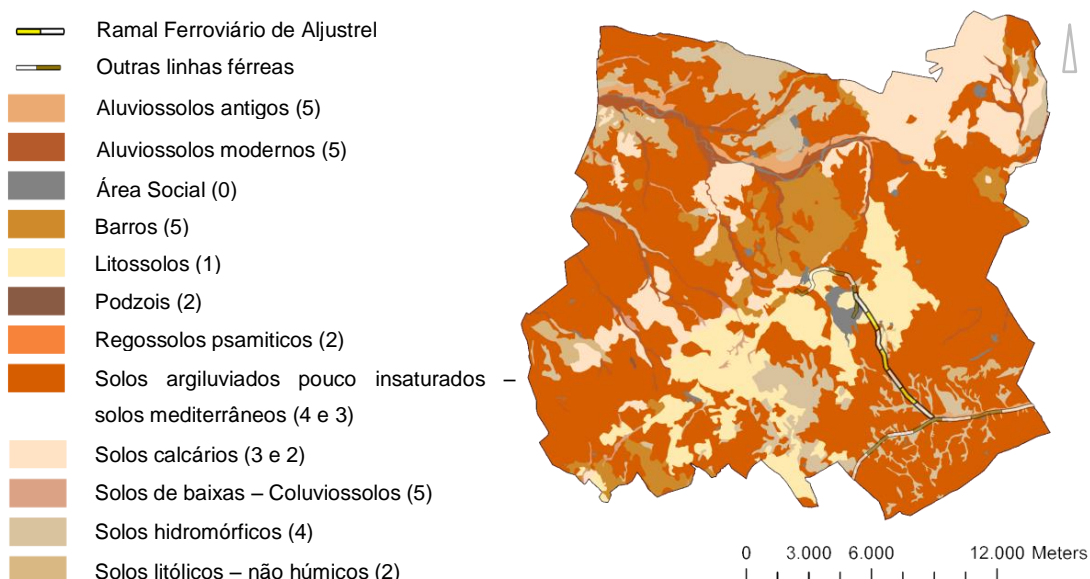 Ramal Ferroviário de Aljustrel
Outras linhas férreas
Aluviossolos antigos (5)
Aluviossolos modernos (5)
Área Social (0)
Barros (5)
Litossolos (1)
Podzois (2)
Regossolos psamiticos (2)
Solos argiluviados pouco insaturados –
solos mediterrâneos (4 e 3)
Solos calcários (3 e 2)
Solos de baixas – Coluviossolos (5)
Solos hidromórficos (4)
Solos litólicos – não húmicos (2)
0 3.000 6.000 12.000 Meters